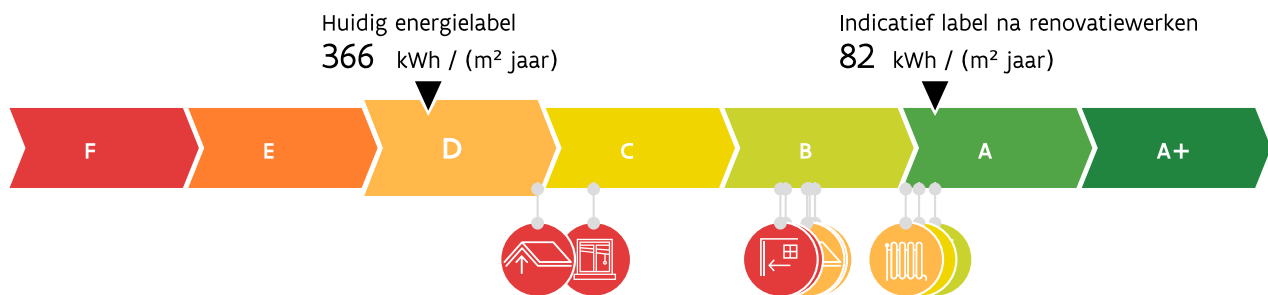 Huidig energielabel
366 kWh / (m² jaar)
Indicatief label na renovatiewerken
82 kWh / (m² jaar)
F E D C B A A+